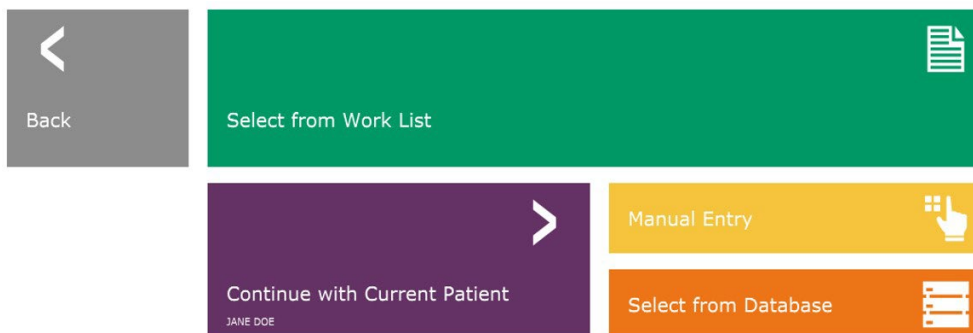 Back
Select from Work List
Continue with Current Patient
JANE DOE
Manual Entry
Select from Database